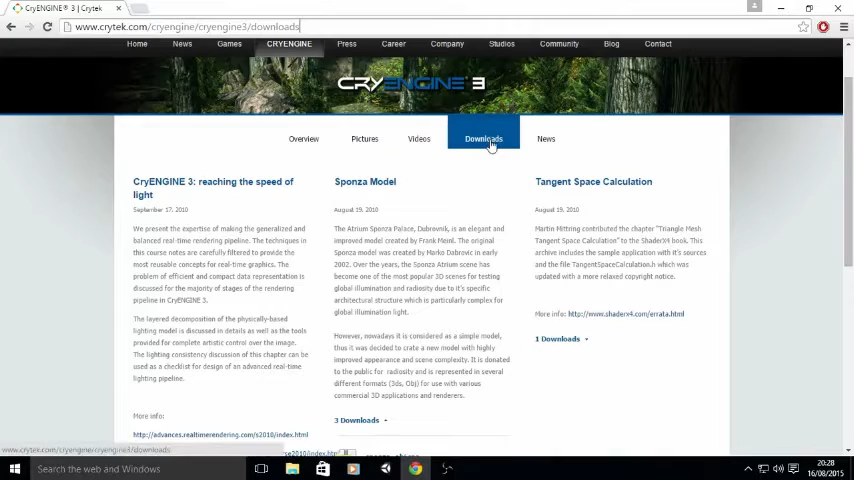 CryENGINE® 3 | Crytek
www.crytek.com/cryengine/cryengine3/downloads
Home News Games CRYENGINE Press Career Company Studios Community Blog Contact
CRYENGINE® 3
Overview Pictures Videos Downloads News
CryENGINE 3: reaching the speed of
light
September 17, 2010
We present the expertise of making the generalized and
balanced real-time rendering pipeline. The techniques in
this course notes are carefully filtered to provide the
most reusable concepts for real-time graphics. The
problem of efficient and compact data representation is
discussed for the majority of stages of the rendering
pipeline in CryENGINE 3.
The layered decomposition of the physically-based
lighting model is discussed in details as well as the tools
provided for complete artistic control over the image.
The lighting consistency discussion of this chapter can be
used as a checklist for design of an advanced real-time
lighting pipeline.
More info:
http://advances.realtimerendering.com/s2010/index.html
Sponza Model
August 19, 2010
The Atrium Sponza Palace, Dubrovnik, is an elegant and
improved model created by Frank Meinl. The original
Sponza model was created by Marko Dabrovic in early
2002. Over the years, the Sponza Atrium scene has
become one of the most popular 3D scenes for testing
global illumination and radiosity due to it's specific
architectural structure which is particularly complex for
global illumination light.
However, nowadays it is considered as a simple model,
thus it was decided to crate a new model with highly
improved appearance and scene complexity. It is donated
to the public for radiosity and is represented in several
different formats (3ds, Obj) for use with various
commercial 3D applications and renderers.
3 Downloads
Tangent Space Calculation
August 19, 2010
Martin Mittring contributed the chapter "Triangle Mesh
Tangent Space Calculation" to the ShaderX4 book. This
archive includes the sample application with it's sources
and the file TangentSpaceCalculation.h which was
updated with a more relaxed copyright notice.
More info: http://www.shaderx4.com/errata.html
1 Downloads
www.crytek.com/cryengine/cryengine3/downloads
Search the web and Windows
20:28
16/08/2015